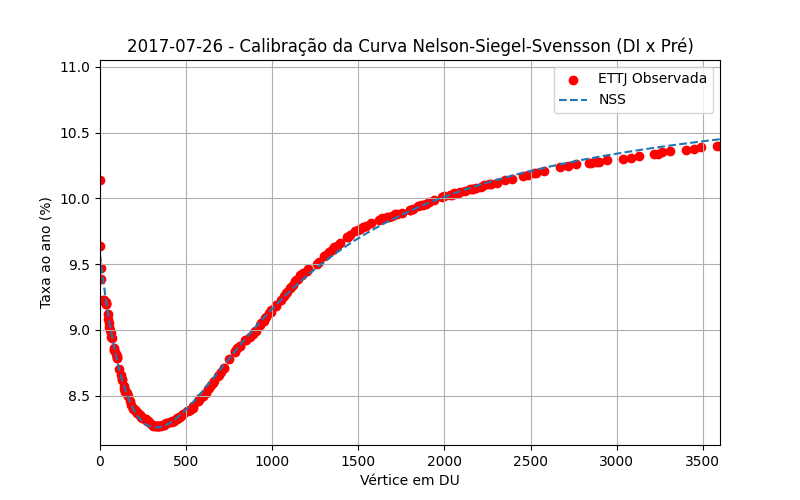 2017-07-26 - Calibração da Curva Nelson-Siegel-Svensson (DI x Pré)
ETTJ Observada
NSS
Taxa ao ano (%)
11.0
10.5
10.0
9.5
9.0
8.5
0 500 1000 1500 2000 2500 3000 3500
Vértice em DU